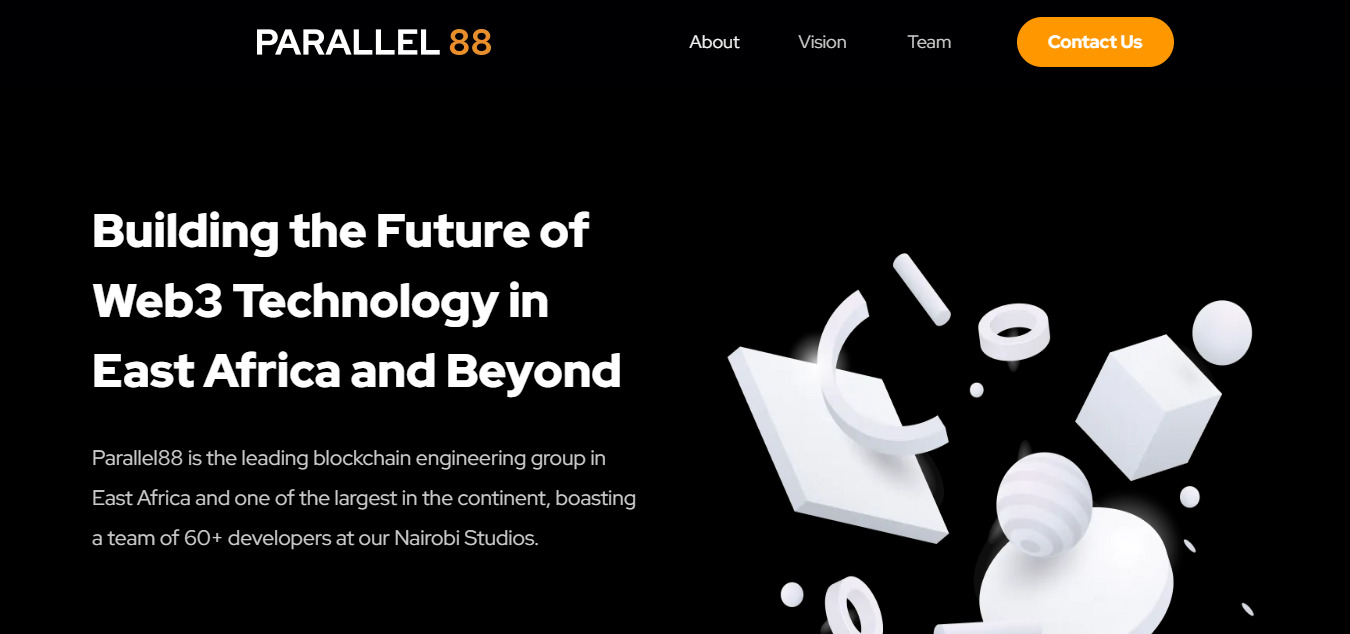 PARALLEL 88
About
Vision
Team
Contact Us
Building the Future of
Web3 Technology in
East Africa and Beyond
Parallel88 is the leading blockchain engineering group in
East Africa and one of the largest in the continent, boasting
a team of 60+ developers at our Nairobi Studios.